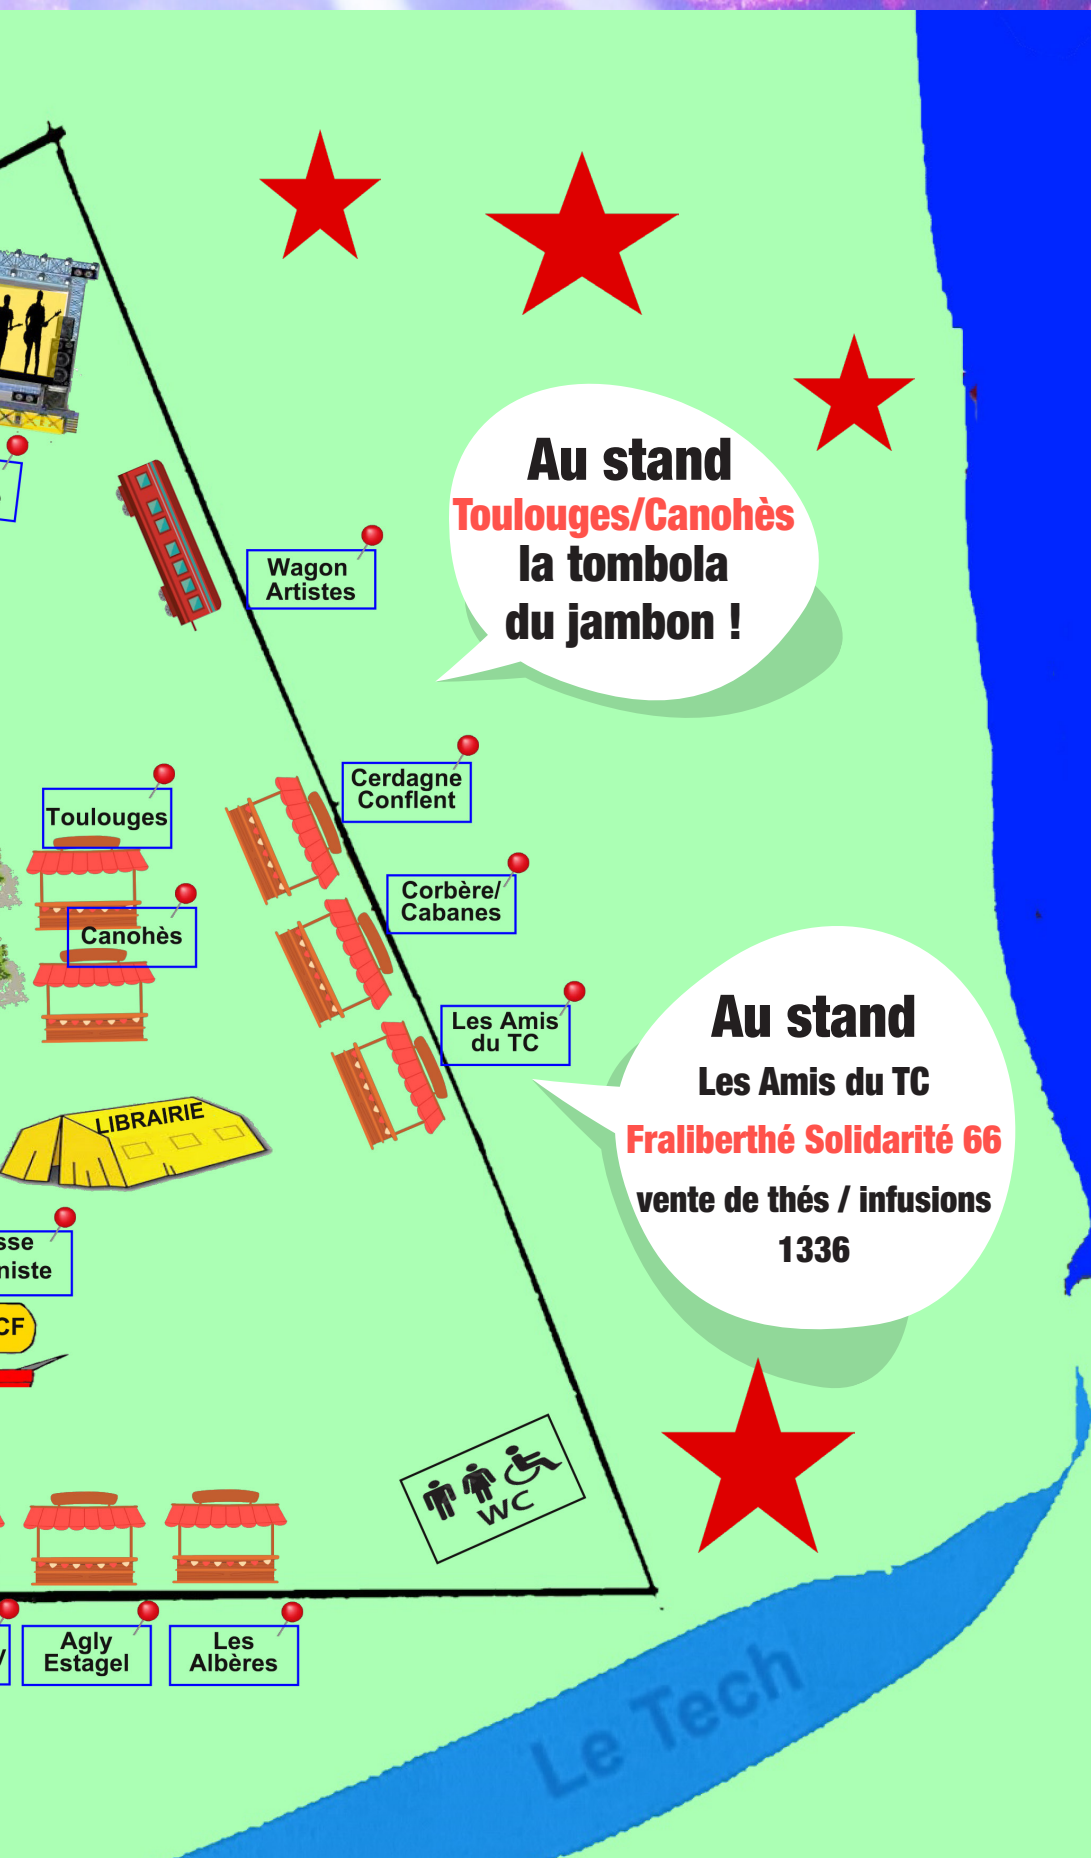 Au stand
Toulouges/Canohès
la tombola
du jambon !
Wagon
Artistes
Cerdagne
Conflent
Toulouges
Corbère/
Cabanes
Canohès
Les Amis
du TC
Au stand
Les Amis du TC
Fraliberthé Solidarité 66
vente de thés / infusions
1336
LIBRAIRIE
sse
niste
CF
WC
Agly
Estagel
Les
Albères
Le Tech